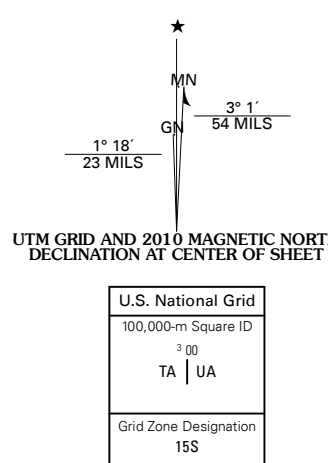 ★
MN
3° 1´
54 MILS
GN
1° 18´
23 MILS
UTM GRID AND 2010 MAGNETIC NORT
DECLINATION AT CENTER OF SHEET
U.S. National Grid
100,000-m Square ID
3 00
TA | UA
Grid Zone Designation
15S